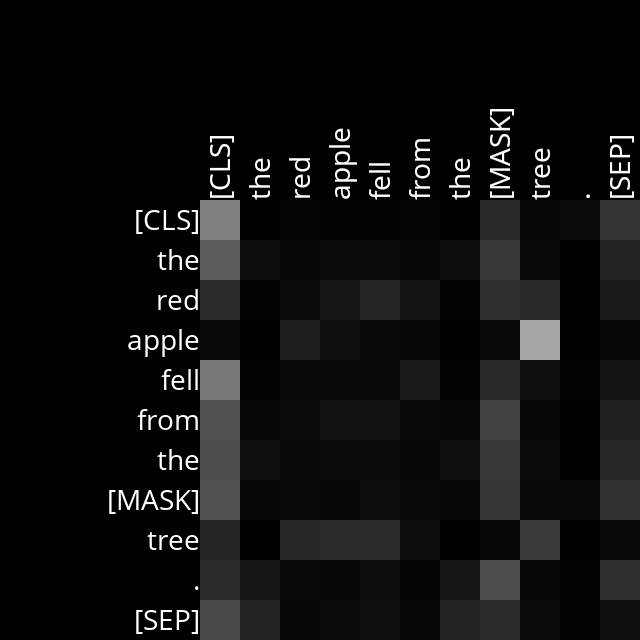 [CLS] the red apple fell from the [MASK] tree . [SEP]
[CLS]
the
red
apple
fell
from
the
[MASK]
tree
.
[SEP]